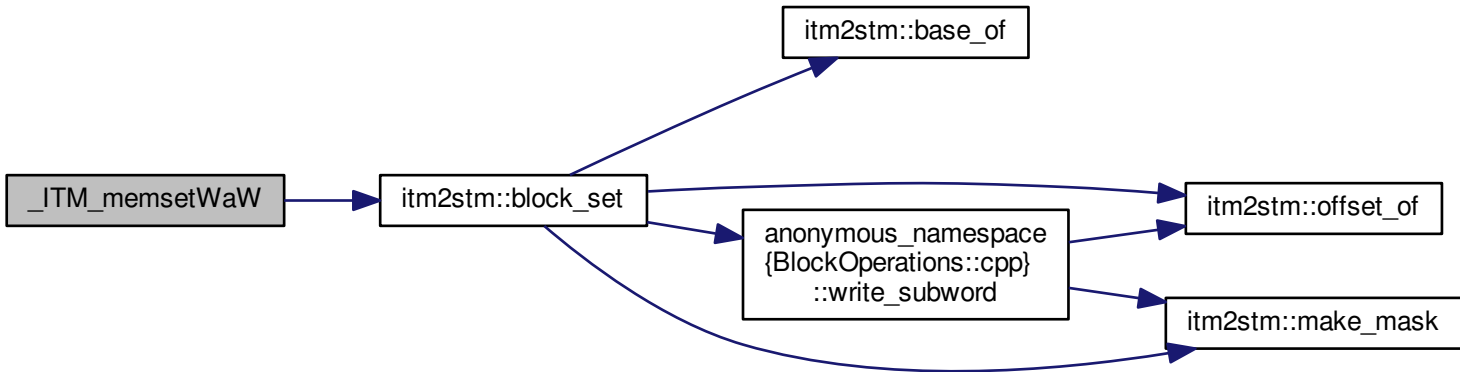 itm2stm::base_of
_ITM_memsetWaW
itm2stm::block_set
itm2stm::offset_of
anonymous_namespace
{BlockOperations::cpp}
::write_subword
itm2stm::make_mask